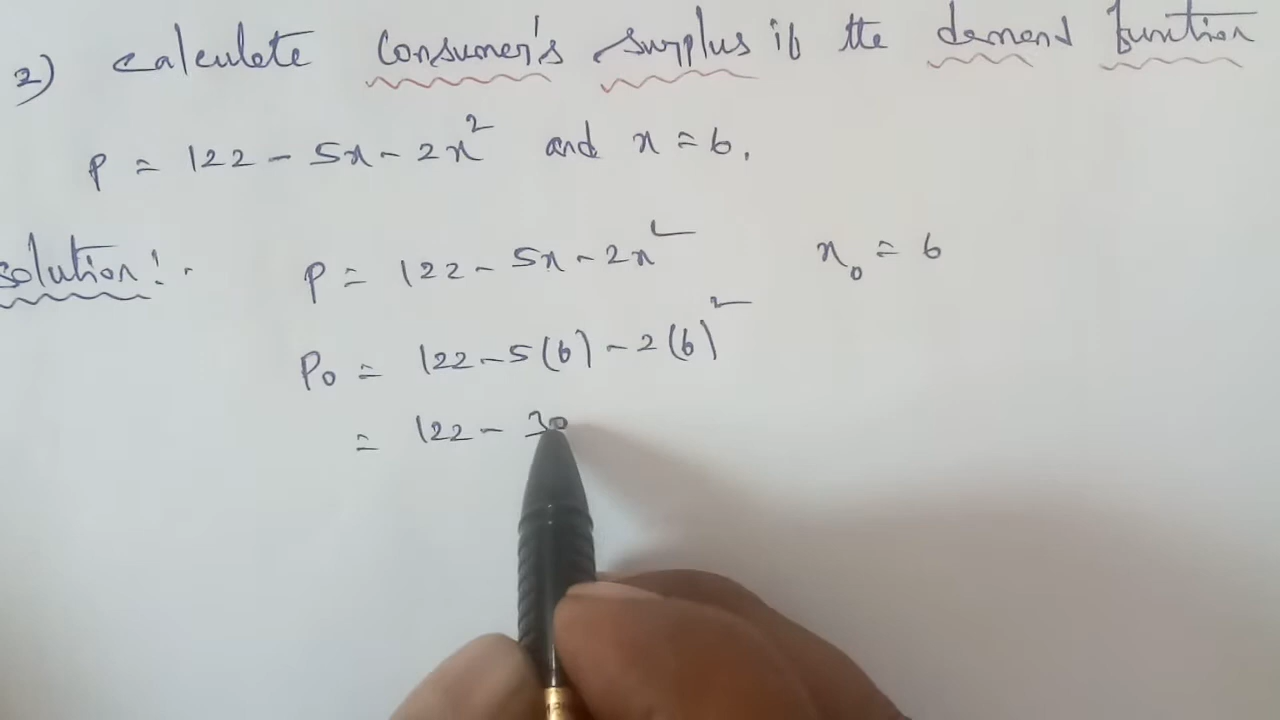 2) Calculate Consumer's surplus if the demand function
P = 122 - 5x - 2x² and x = 6.
Solution:-
P = 122 - 5x - 2x² x₀ = 6
P₀ = 122 - 5(6) - 2(6)²
= 122 - 30